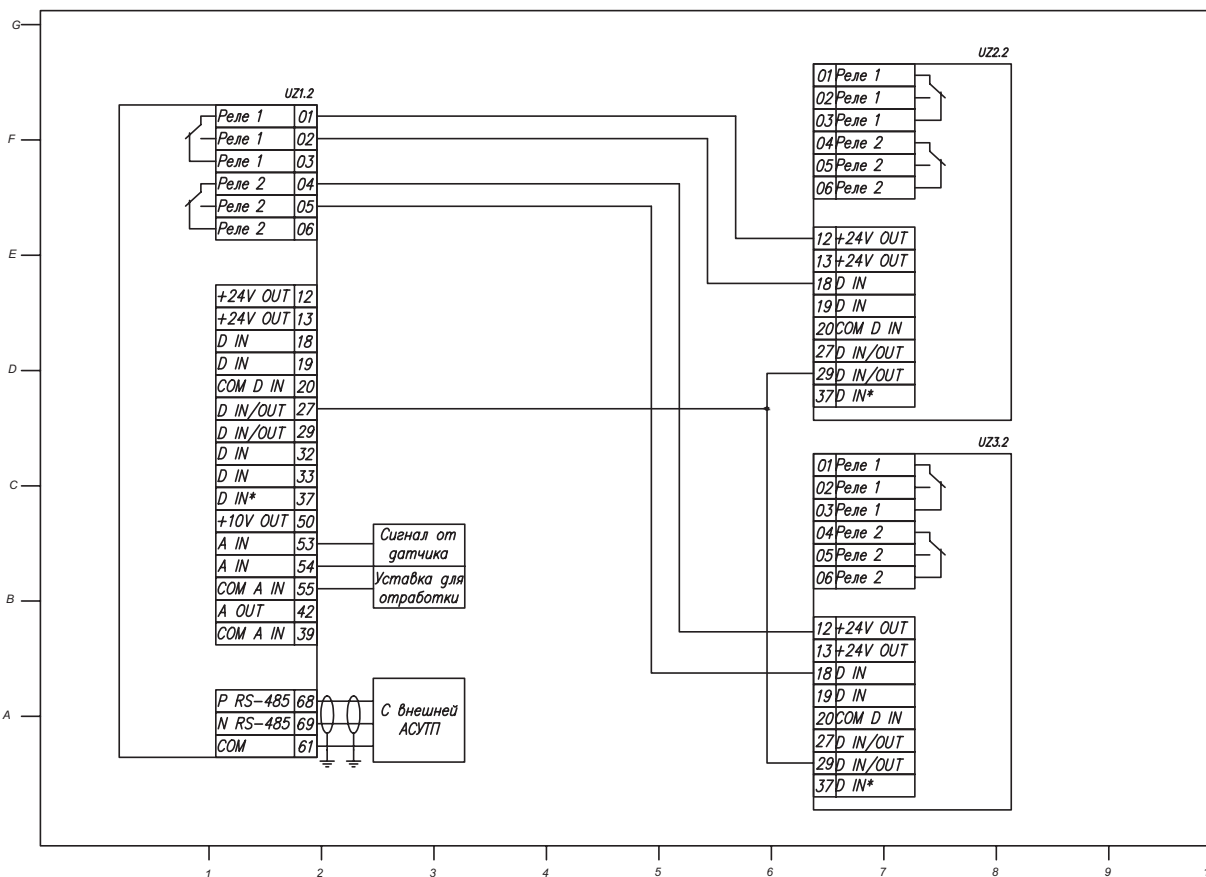 G
F
E
D
C
B
A
UZ1.2
Реле 1 01
Реле 1 02
Реле 1 03
Реле 2 04
Реле 2 05
Реле 2 06
+24V OUT 12
+24V OUT 13
D IN 18
D IN 19
COM D IN 20
D IN/OUT 27
D IN/OUT 29
D IN 32
D IN 33
D IN* 37
+10V OUT 50
A IN 53
A IN 54
COM A IN 55
A OUT 42
COM A IN 39
P RS-485 68
N RS-485 69
COM 61
Сигнал от
датчика
Уставка для
отработки
С внешней
АСУТП
UZ2.2
01 Реле 1
02 Реле 1
03 Реле 1
04 Реле 2
05 Реле 2
06 Реле 2
12 +24V OUT
13 +24V OUT
18 D IN
19 D IN
20 COM D IN
27 D IN/OUT
29 D IN/OUT
37 D IN*
UZ3.2
01 Реле 1
02 Реле 1
03 Реле 1
04 Реле 2
05 Реле 2
06 Реле 2
12 +24V OUT
13 +24V OUT
18 D IN
19 D IN
20 COM D IN
27 D IN/OUT
29 D IN/OUT
37 D IN*
1 2 3 4 5 6 7 8 9